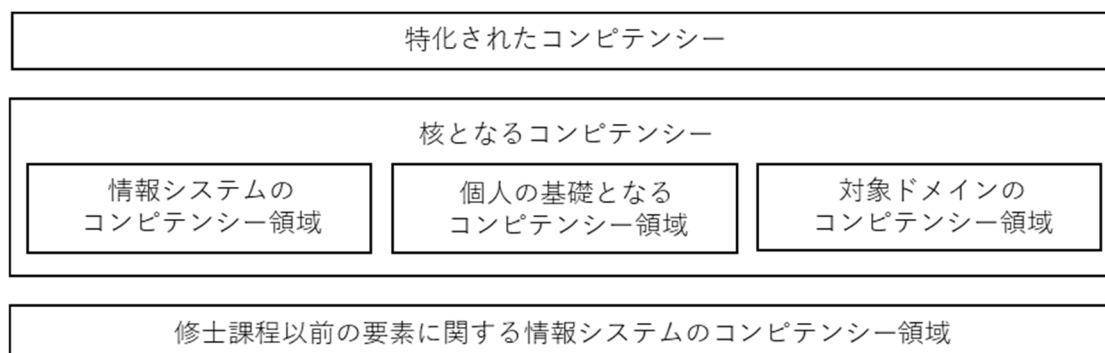 特化されたコンピテンシー
核となるコンピテンシー
情報システムの
コンピテンシー領域
個人の基礎となる
コンピテンシー領域
対象ドメインの
コンピテンシー領域
修士課程以前の要素に関する情報システムのコンピテンシー領域